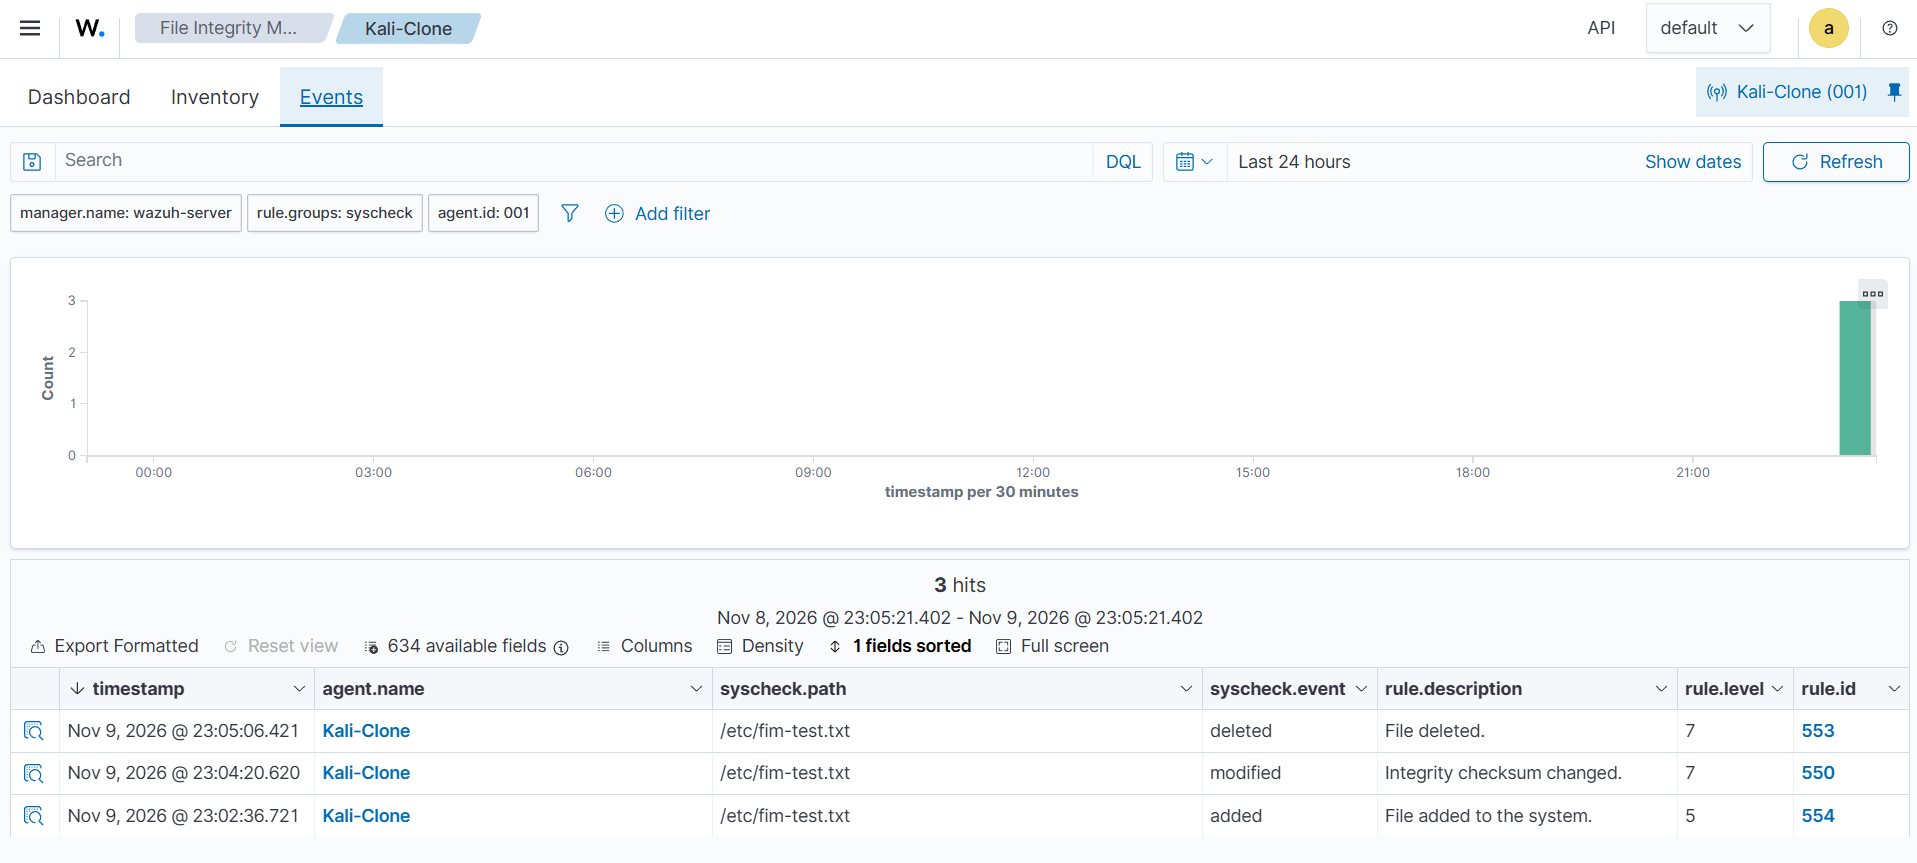 W. File Integrity M... Kali-Clone API default a
Dashboard Inventory Events Kali-Clone (001)
Search DQL Last 24 hours Show dates Refresh
manager.name: wazuh-server rule.groups: syscheck agent.id: 001 Add filter
3
2
1
0
Count
00:00 03:00 06:00 09:00 12:00 15:00 18:00 21:00
timestamp per 30 minutes
3 hits
Nov 8, 2026 @ 23:05:21.402 - Nov 9, 2026 @ 23:05:21.402
Export Formatted Reset view 634 available fields Columns Density 1 fields sorted Full screen
timestamp agent.name syscheck.path syscheck.event rule.description rule.level rule.id
Nov 9, 2026 @ 23:05:06.421 Kali-Clone /etc/fim-test.txt deleted File deleted. 7 553
Nov 9, 2026 @ 23:04:20.620 Kali-Clone /etc/fim-test.txt modified Integrity checksum changed. 7 550
Nov 9, 2026 @ 23:02:36.721 Kali-Clone /etc/fim-test.txt added File added to the system. 5 554